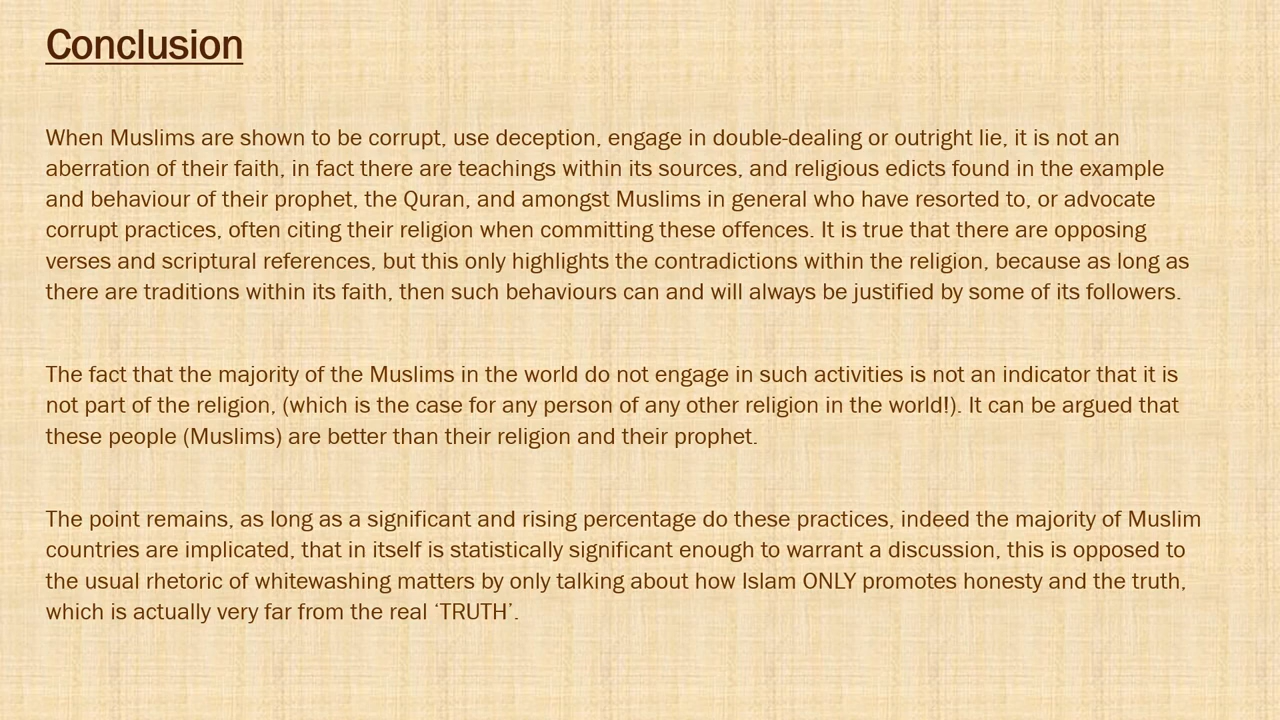 Conclusion
When Muslims are shown to be corrupt, use deception, engage in double-dealing or outright lie, it is not an
aberration of their faith, in fact there are teachings within its sources, and religious edicts found in the example
and behaviour of their prophet, the Quran, and amongst Muslims in general who have resorted to, or advocate
corrupt practices, often citing their religion when committing these offences. It is true that there are opposing
verses and scriptural references, but this only highlights the contradictions within the religion, because as long as
there are traditions within its faith, then such behaviours can and will always be justified by some of its followers.
The fact that the majority of the Muslims in the world do not engage in such activities is not an indicator that it is
not part of the religion, (which is the case for any person of any other religion in the world!). It can be argued that
these people (Muslims) are better than their religion and their prophet.
The point remains, as long as a significant and rising percentage do these practices, indeed the majority of Muslim
countries are implicated, that in itself is statistically significant enough to warrant a discussion, this is opposed to
the usual rhetoric of whitewashing matters by only talking about how Islam ONLY promotes honesty and the truth,
which is actually very far from the real ‘TRUTH’.